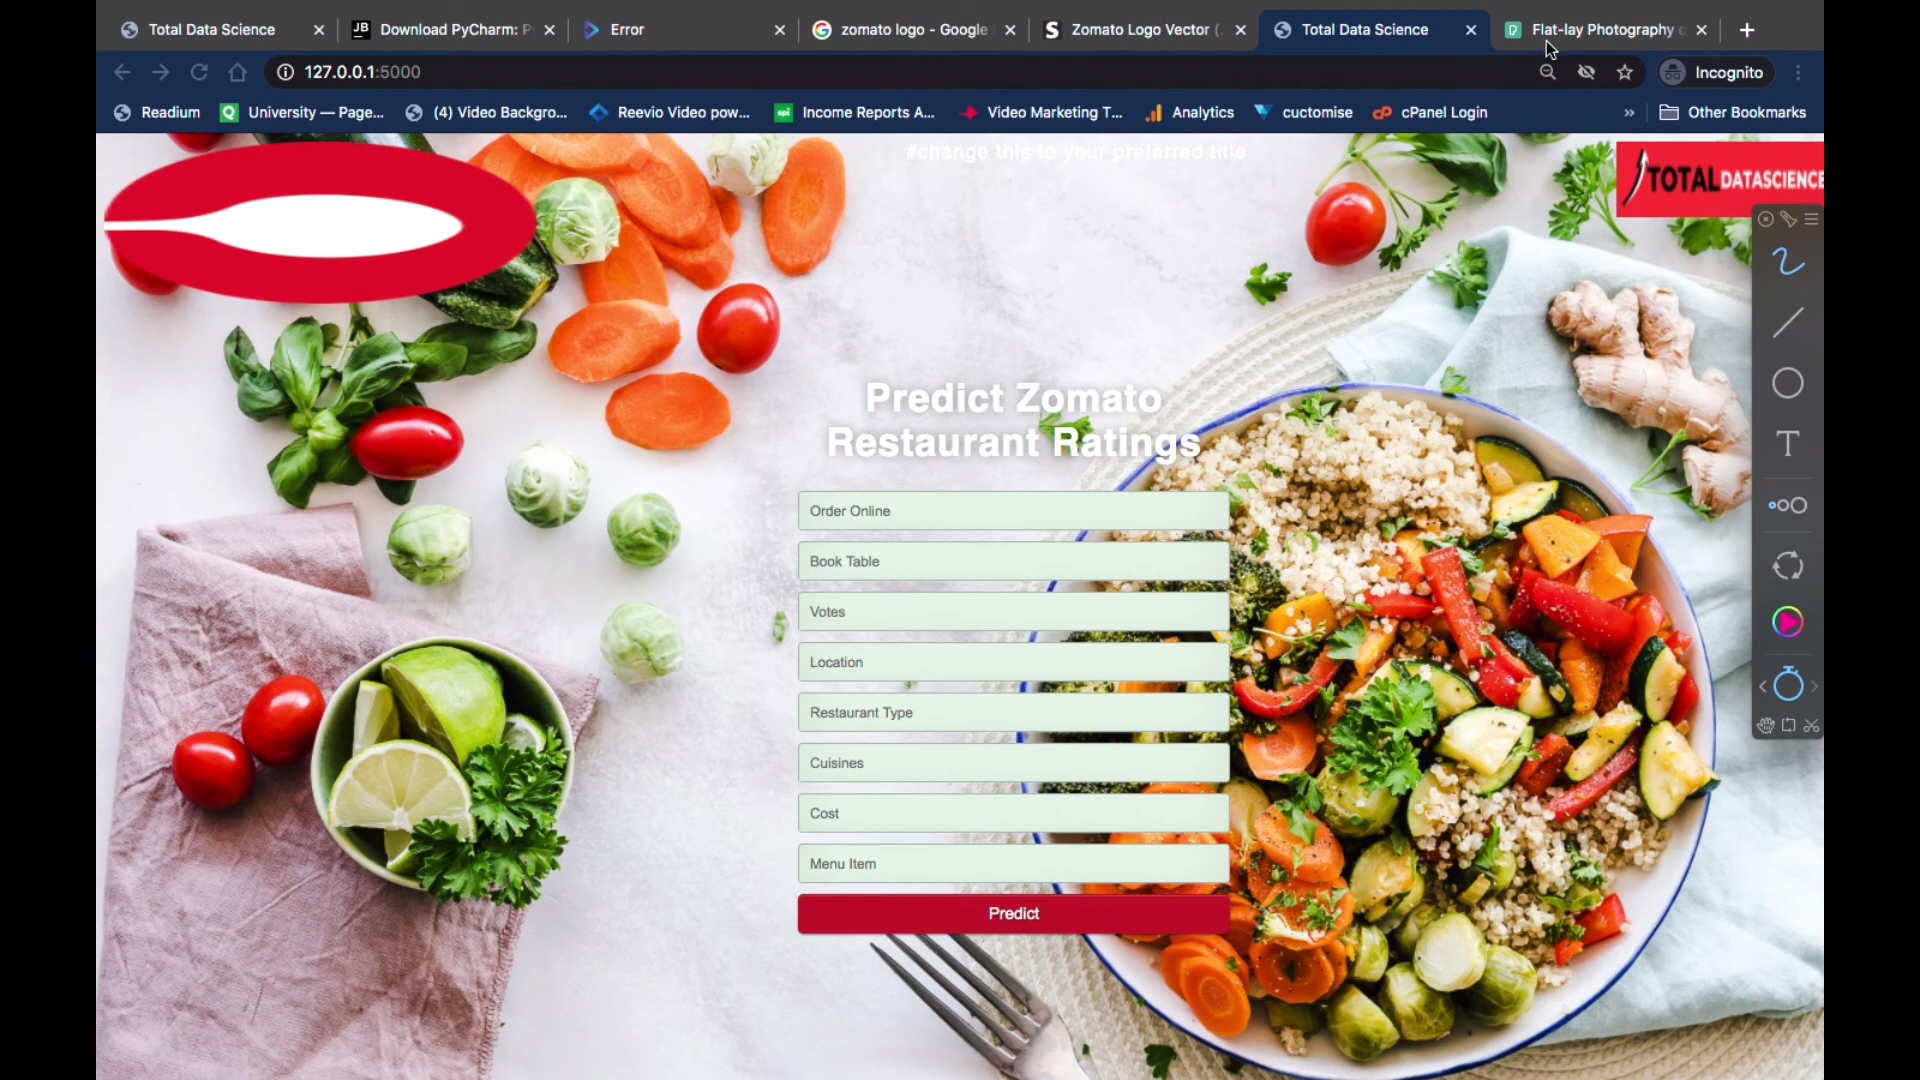 Total Data Science
Download PyCharm: P
Error
zomato logo - Google
Zomato Logo Vector (.
Total Data Science
Flat-lay Photography o
127.0.0.1:5000
Incognito
Readium
University — Page...
(4) Video Backgro...
Reevio Video pow...
Income Reports A...
Video Marketing T...
Analytics
cuctomise
cPanel Login
»
Other Bookmarks
#change this to your preferred title
TOTAL DATASCIENCE
Predict Zomato
Restaurant Ratings
Order Online
Book Table
Votes
Location
Restaurant Type
Cuisines
Cost
Menu Item
Predict